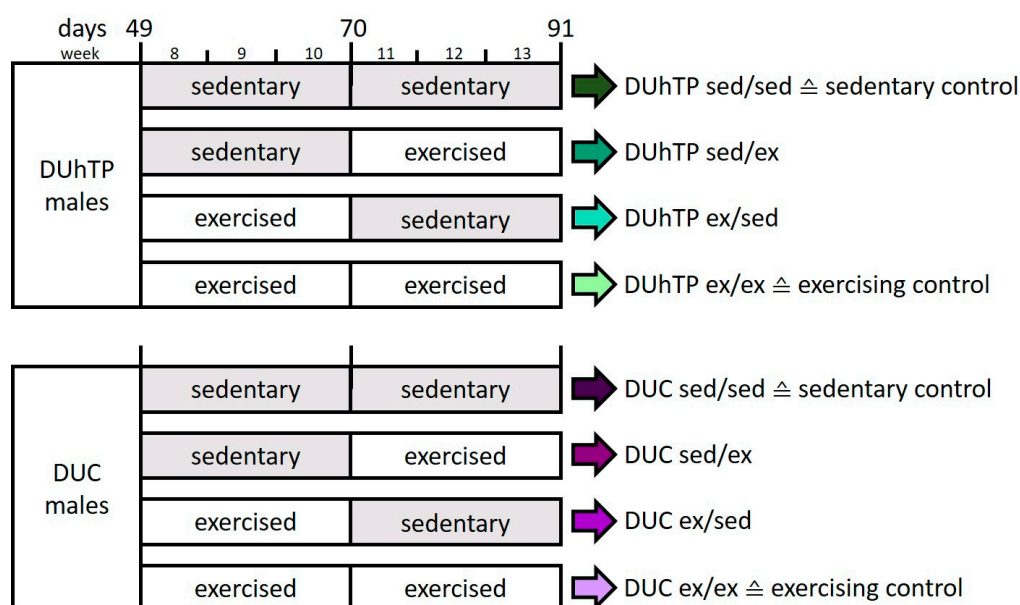 days 49 70 91
week 8 9 10 11 12 13
DUhTP
males
sedentary sedentary DUhTP sed/sed ≙ sedentary control
sedentary exercised DUhTP sed/ex
exercised sedentary DUhTP ex/sed
exercised exercised DUhTP ex/ex ≙ exercising control
DUC
males
sedentary sedentary DUC sed/sed ≙ sedentary control
sedentary exercised DUC sed/ex
exercised sedentary DUC ex/sed
exercised exercised DUC ex/ex ≙ exercising control